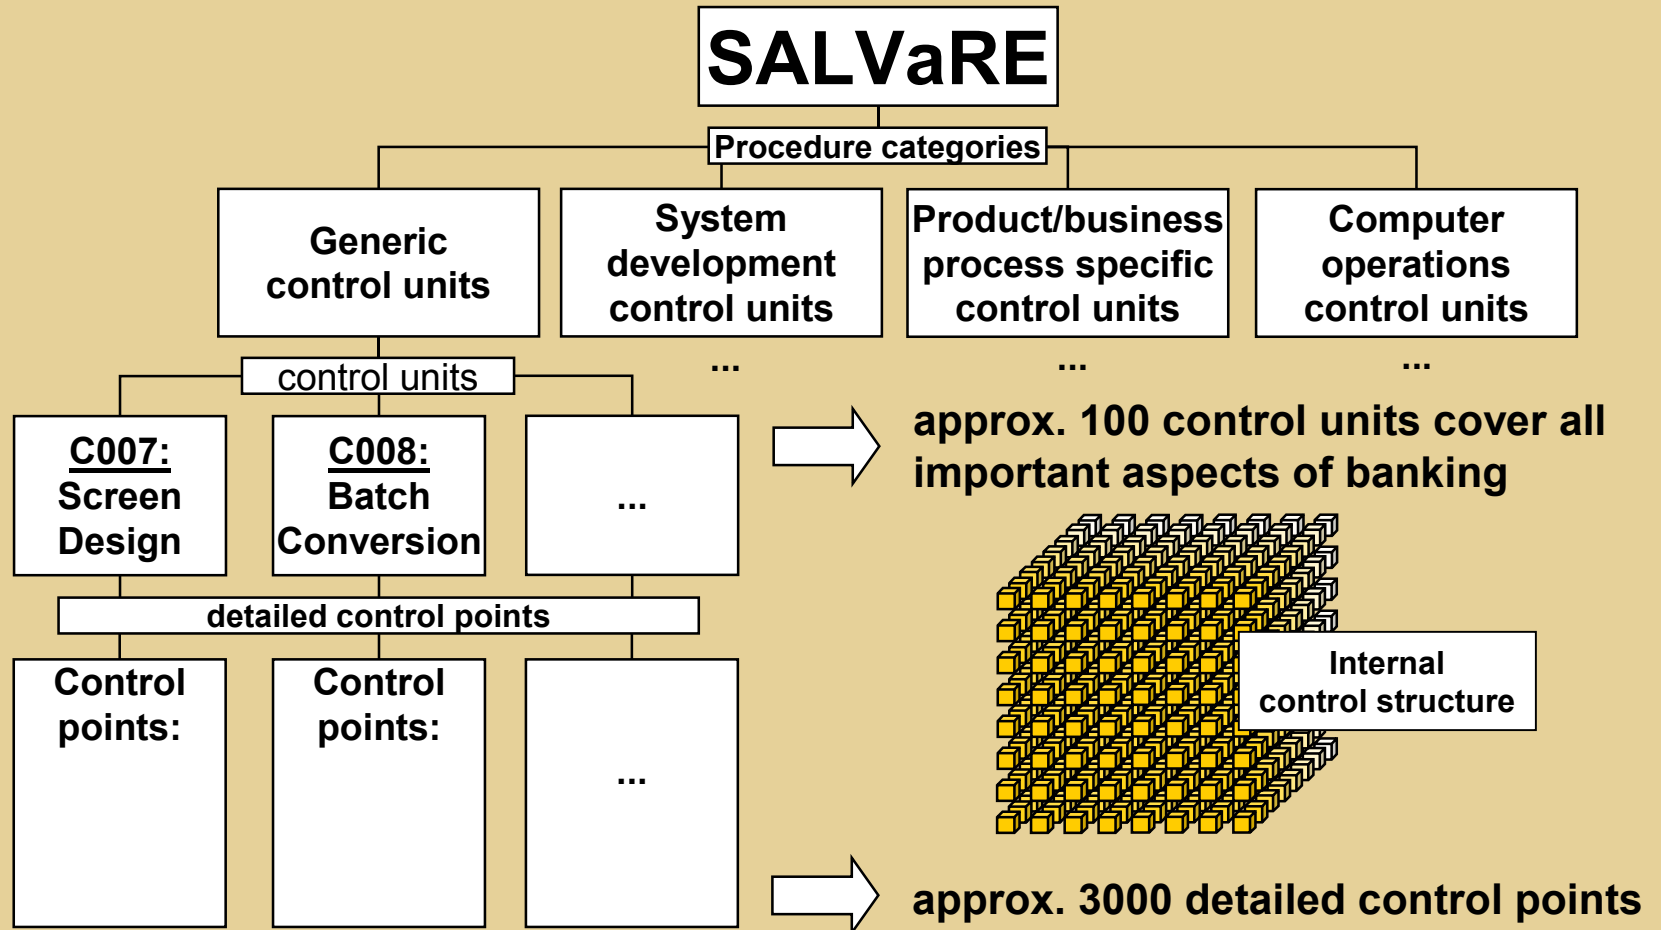 SALVaRE
Procedure categories
Generic
control units
System
development
control units
Product/business
process specific
control units
Computer
operations
control units
...
...
...
control units
C007:
Screen
Design
C008:
Batch
Conversion
...
approx. 100 control units cover all
important aspects of banking
detailed control points
Control
points:
Control
points:
...
Internal
control structure
approx. 3000 detailed control points